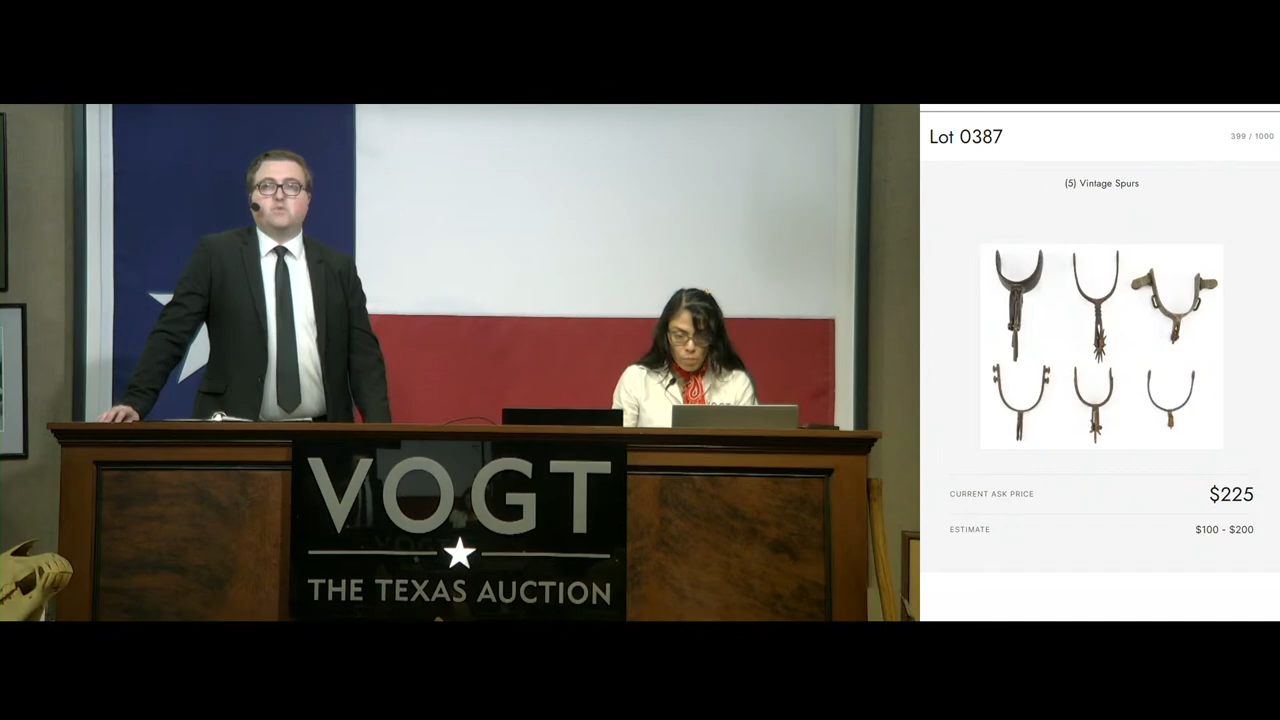 Lot 0387
399 / 1000
(5) Vintage Spurs
CURRENT ASK PRICE
$225
ESTIMATE
$100 - $200
VOGT
THE TEXAS AUCTION